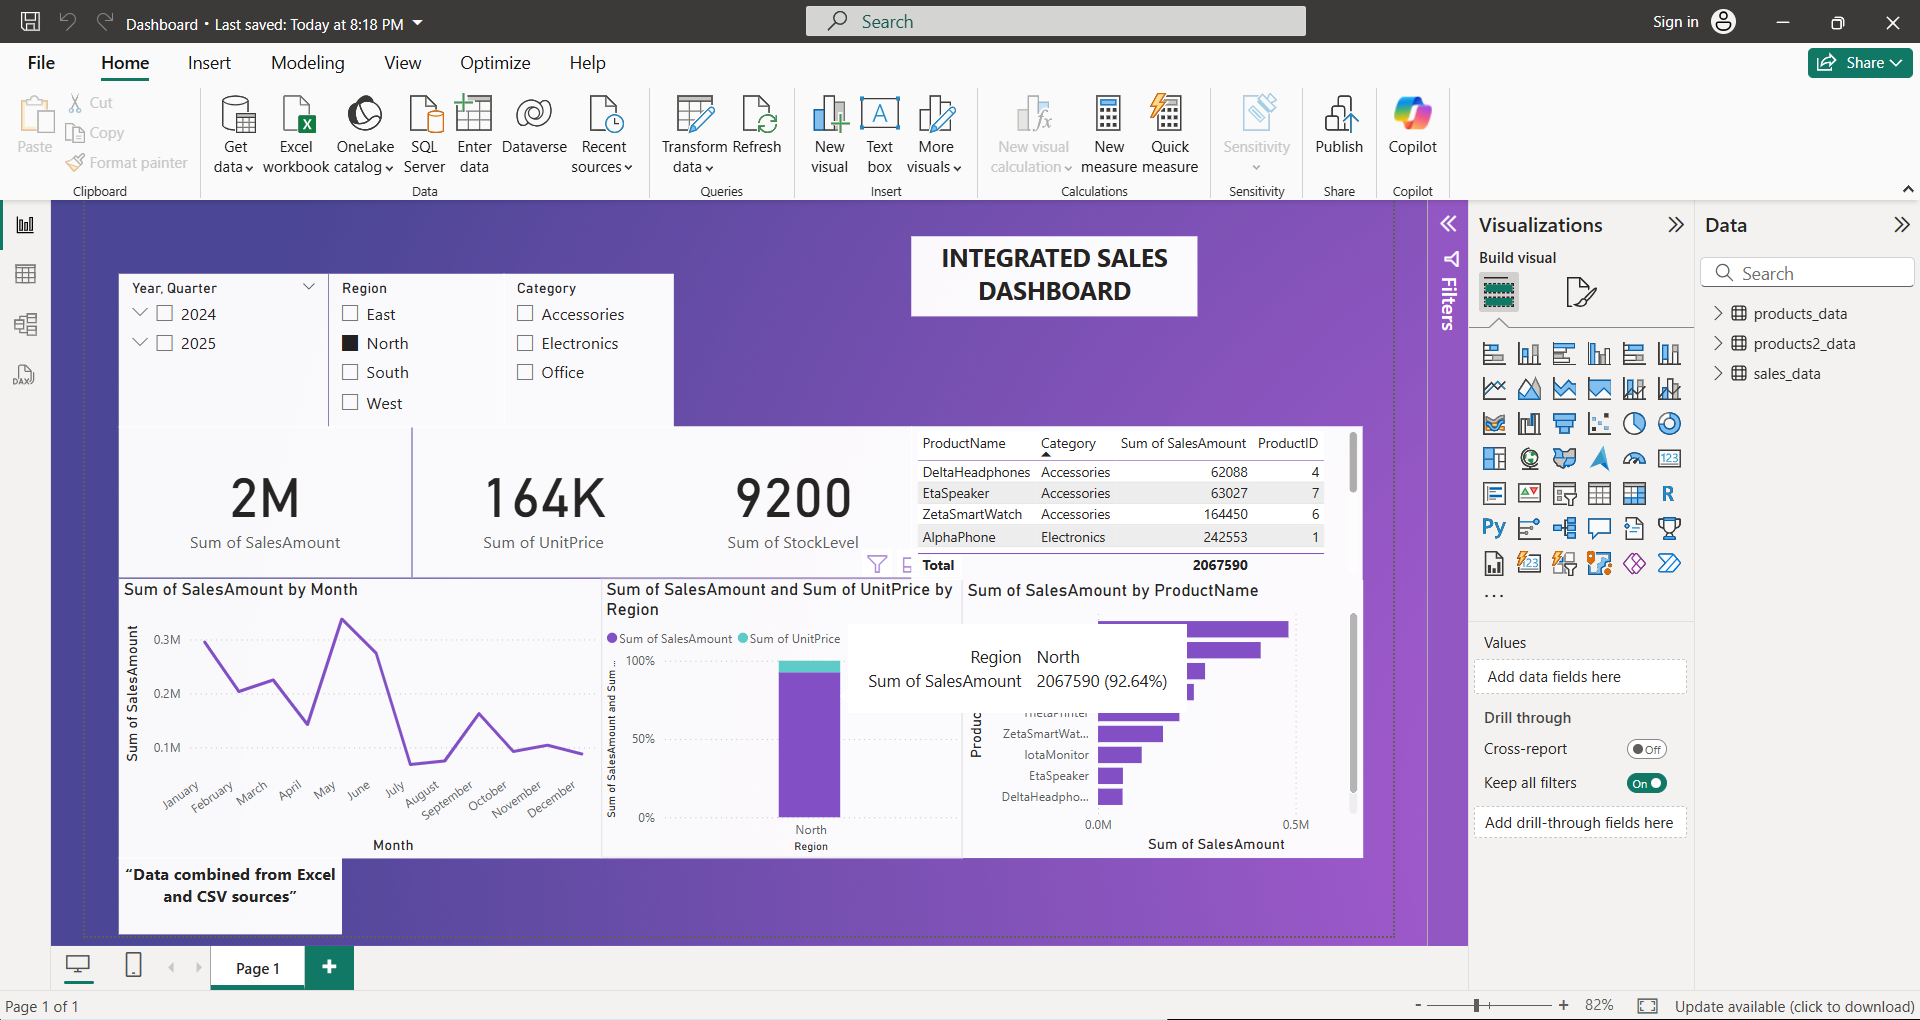 Dashboard • Last saved: Today at 8:18 PM
Search
Sign in
File Home Insert Modeling View Optimize Help
Share
Paste
Cut
Copy
Format painter
Clipboard
Get data
Excel workbook
OneLake catalog
SQL Server
Enter data
Dataverse
Recent sources
Data
Transform data
Refresh
Queries
New visual
Text box
More visuals
Insert
New visual calculation
New measure
Quick measure
Calculations
Sensitivity
Sensitivity
Publish
Share
Copilot
Copilot
DAX
INTEGRATED SALES
DASHBOARD
Year, Quarter
2024
2025
Region
East
North
South
West
Category
Accessories
Electronics
Office
2M
Sum of SalesAmount
164K
Sum of UnitPrice
9200
Sum of StockLevel
ProductName Category Sum of SalesAmount ProductID
DeltaHeadphones Accessories 62088 4
EtaSpeaker Accessories 63027 7
ZetaSmartWatch Accessories 164450 6
AlphaPhone Electronics 242553 1
Total 2067590
Sum of SalesAmount by Month
Sum of SalesAmount
0.3M
0.2M
0.1M
January February March April May June July August September October November December
Month
Sum of SalesAmount and Sum of UnitPrice by
Region
Sum of SalesAmount Sum of UnitPrice
Sum of SalesAmount and Sum ...
100%
50%
0%
North
Region
Region North
Sum of SalesAmount 2067590 (92.64%)
Sum of SalesAmount by ProductName
ZetaSmartWat...
IotaMonitor
EtaSpeaker
DeltaHeadpho...
0.0M 0.5M
Sum of SalesAmount
“Data combined from Excel
and CSV sources”
Filters
Visualizations
Build visual
123
R
Py
123
...
Values
Add data fields here
Drill through
Cross-report Off
Keep all filters On
Add drill-through fields here
Data
Search
products_data
products2_data
sales_data
Page 1
+
Page 1 of 1
- + 82%
Update available (click to download)